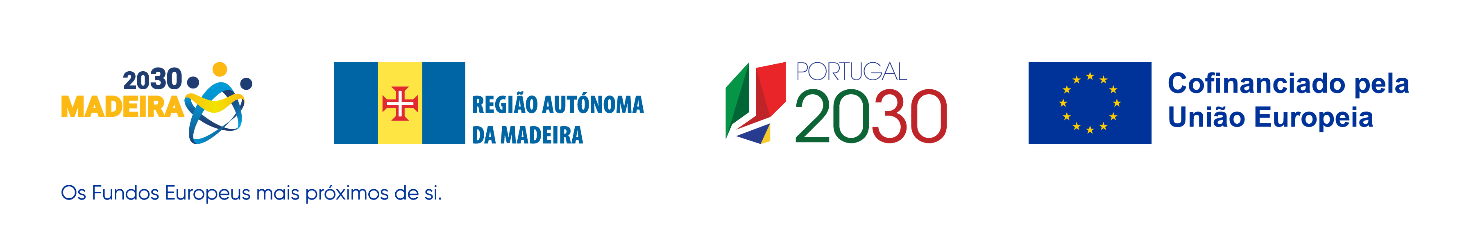 2030
MADEIRA
REGIÃO AUTÓNOMA
DA MADEIRA
PORTUGAL
2030
Cofinanciado pela
União Europeia
Os Fundos Europeus mais próximos de si.